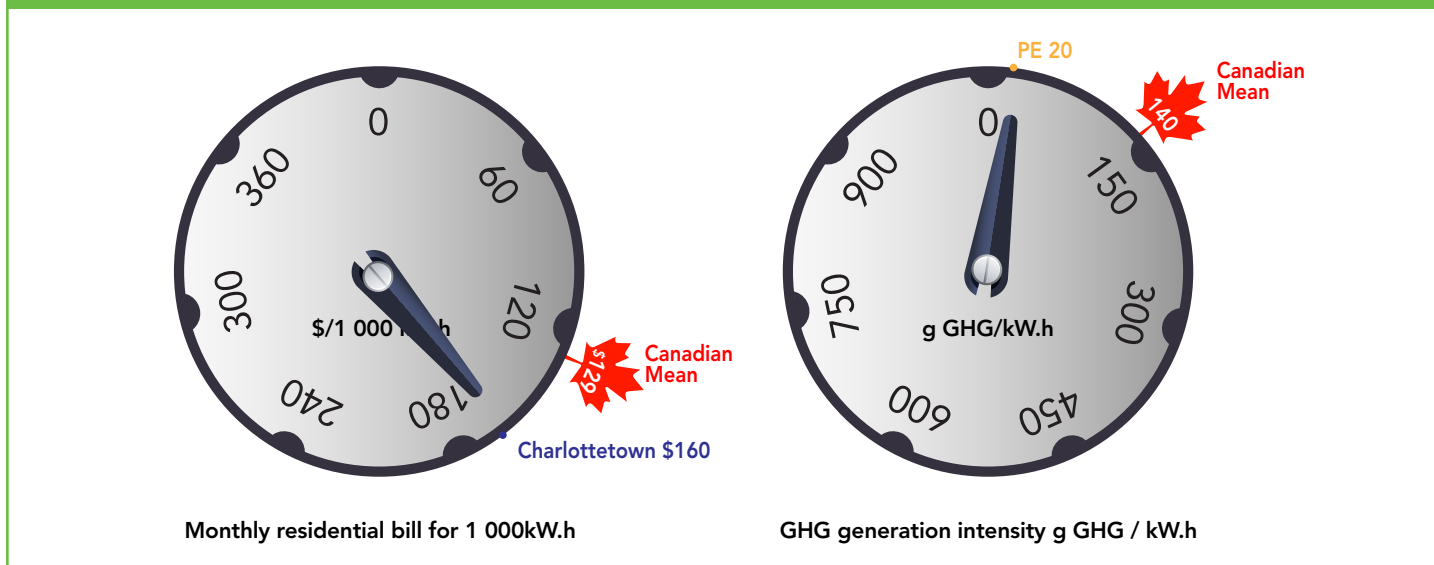 0
60
120
180
240
300
360
$/1 000 h
$129
Canadian
Mean
Charlottetown $160
Monthly residential bill for 1 000kW.h
PE 20
0
150
300
450
600
750
900
g GHG/kW.h
140
Canadian
Mean
GHG generation intensity g GHG / kW.h